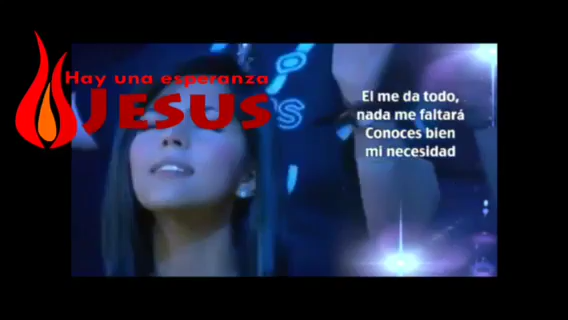 Hay una esperanza
JESUS
El me da todo,
nada me faltará
Conoces bien
mi necesidad